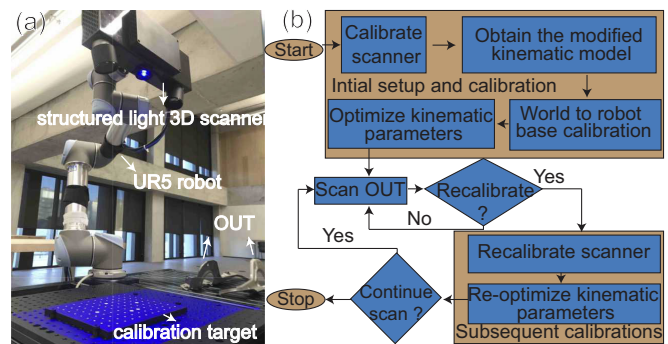 (a)
structured light 3D scanner
UR5 robot
OUT
calibration target
(b)
Start
Calibrate
scanner
Obtain the modified
kinematic model
Intial setup and calibration
Optimize kinematic
parameters
World to robot
base calibration
Scan OUT
Recalibrate
?
Yes
No
Yes
Recalibrate scanner
Re-optimize kinematic
parameters
Subsequent calibrations
Continue
scan ?
Stop